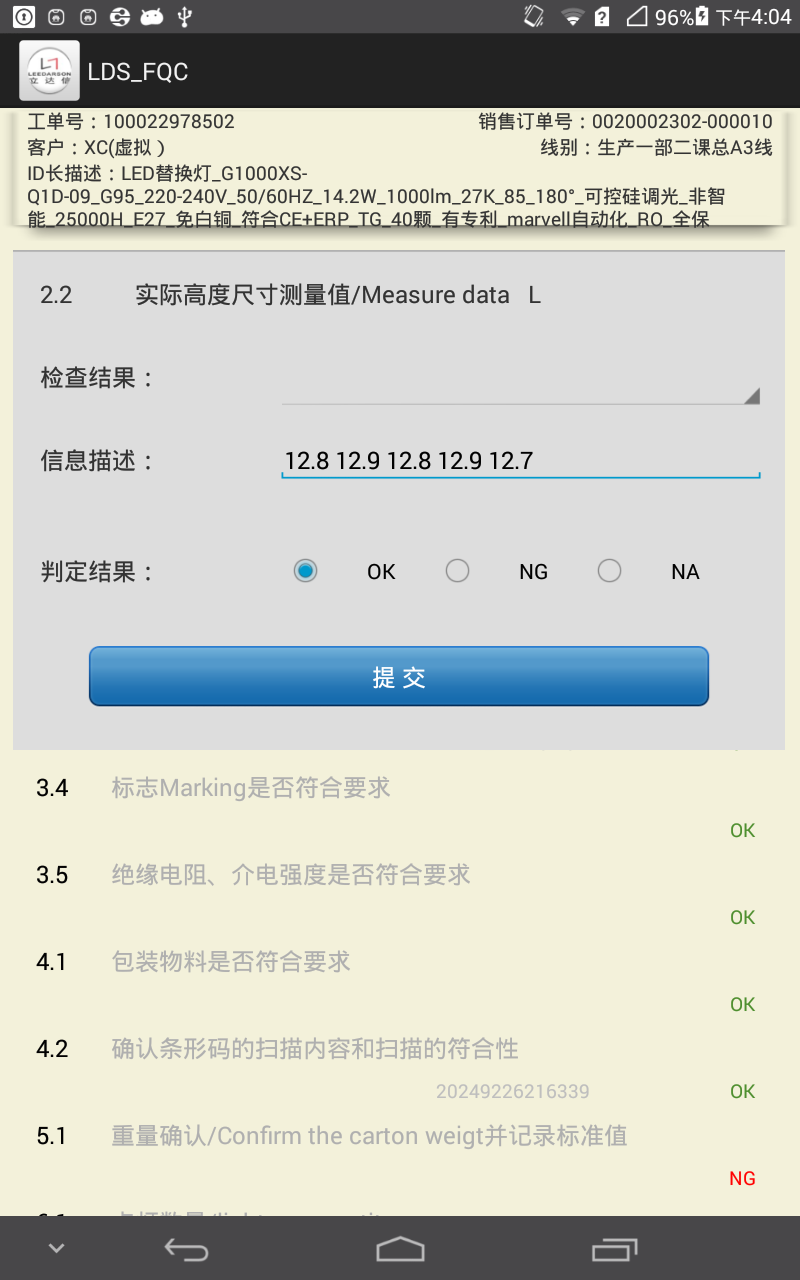 96% 下午4:04
LEEDARSON
立达信
LDS_FQC
工单号：100022978502 销售订单号：0020002302-000010
客户：XC(虚拟） 线别：生产一部二课总A3线
ID长描述：LED替换灯_G1000XS-
Q1D-09_G95_220-240V_50/60HZ_14.2W_1000lm_27K_85_180°_可控硅调光_非智
能_25000H_E27_免白铜_符合CE+ERP_TG_40颗_有专利_marvell自动化_RO_全保
2.2 实际高度尺寸测量值/Measure data L
检查结果：
信息描述： 12.8 12.9 12.8 12.9 12.7
判定结果： OK NG NA
提 交
3.4 标志Marking是否符合要求
OK
3.5 绝缘电阻、介电强度是否符合要求
OK
4.1 包装物料是否符合要求
OK
4.2 确认条形码的扫描内容和扫描的符合性
20249226216339 OK
5.1 重量确认/Confirm the carton weigt并记录标准值
NG